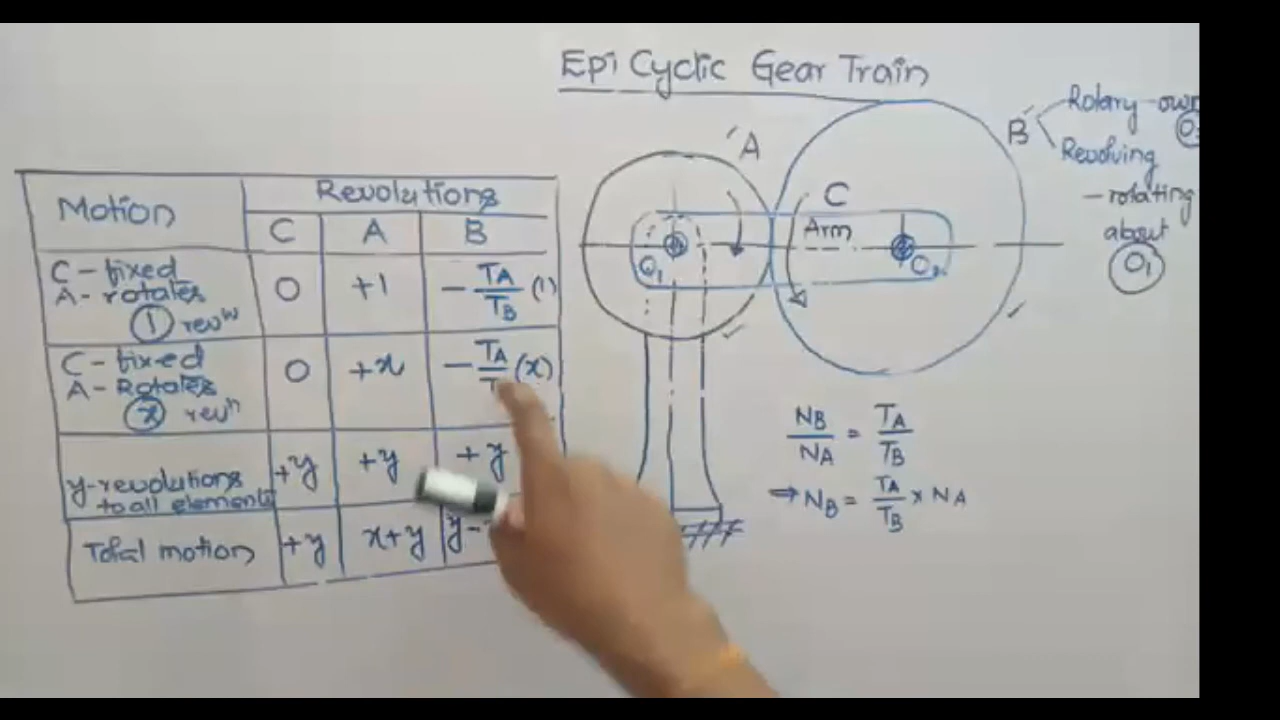 Epi Cyclic Gear Train
Motion
Revolutions
C
A
B
C - fixed
A - rotates
1 revⁿ
0
+1
- TA/TB (1)
C - fixed
A - Rotates
x revⁿ
0
+x
- TA/T (x)
y-revolutions
to all elements
+y
+y
+y
Total motion
+y
x+y
y-
A
B
Rotary - own
Revolving
- rotating
about
O1
C
Arm
O1
NB/NA = TA/TB
⇒ NB = TA/TB × NA